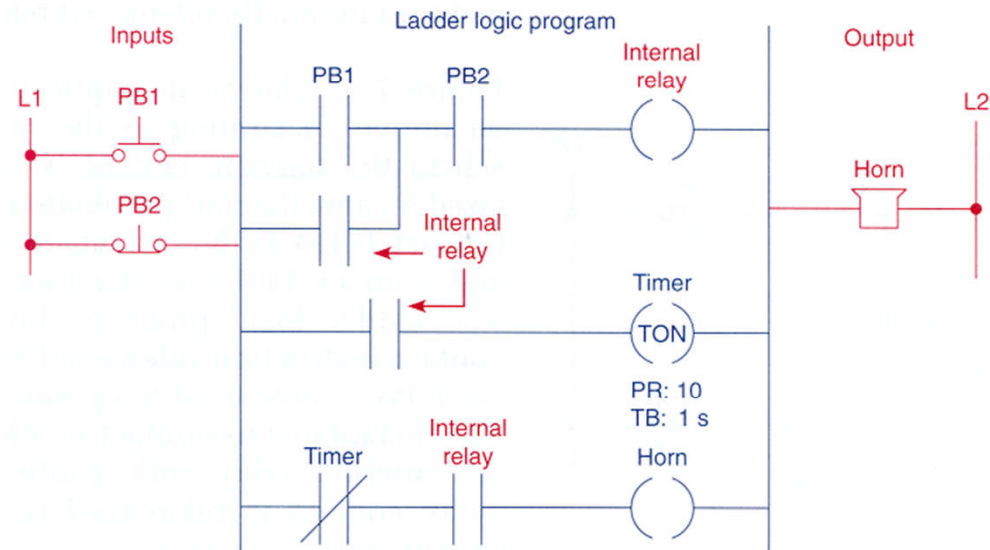 Inputs
Ladder logic program
Output
L1
PB1
PB2
PB1
PB2
Internal
relay
Internal
relay
Timer
TON
PR: 10
TB: 1 s
Timer
Internal
relay
Horn
Horn
L2